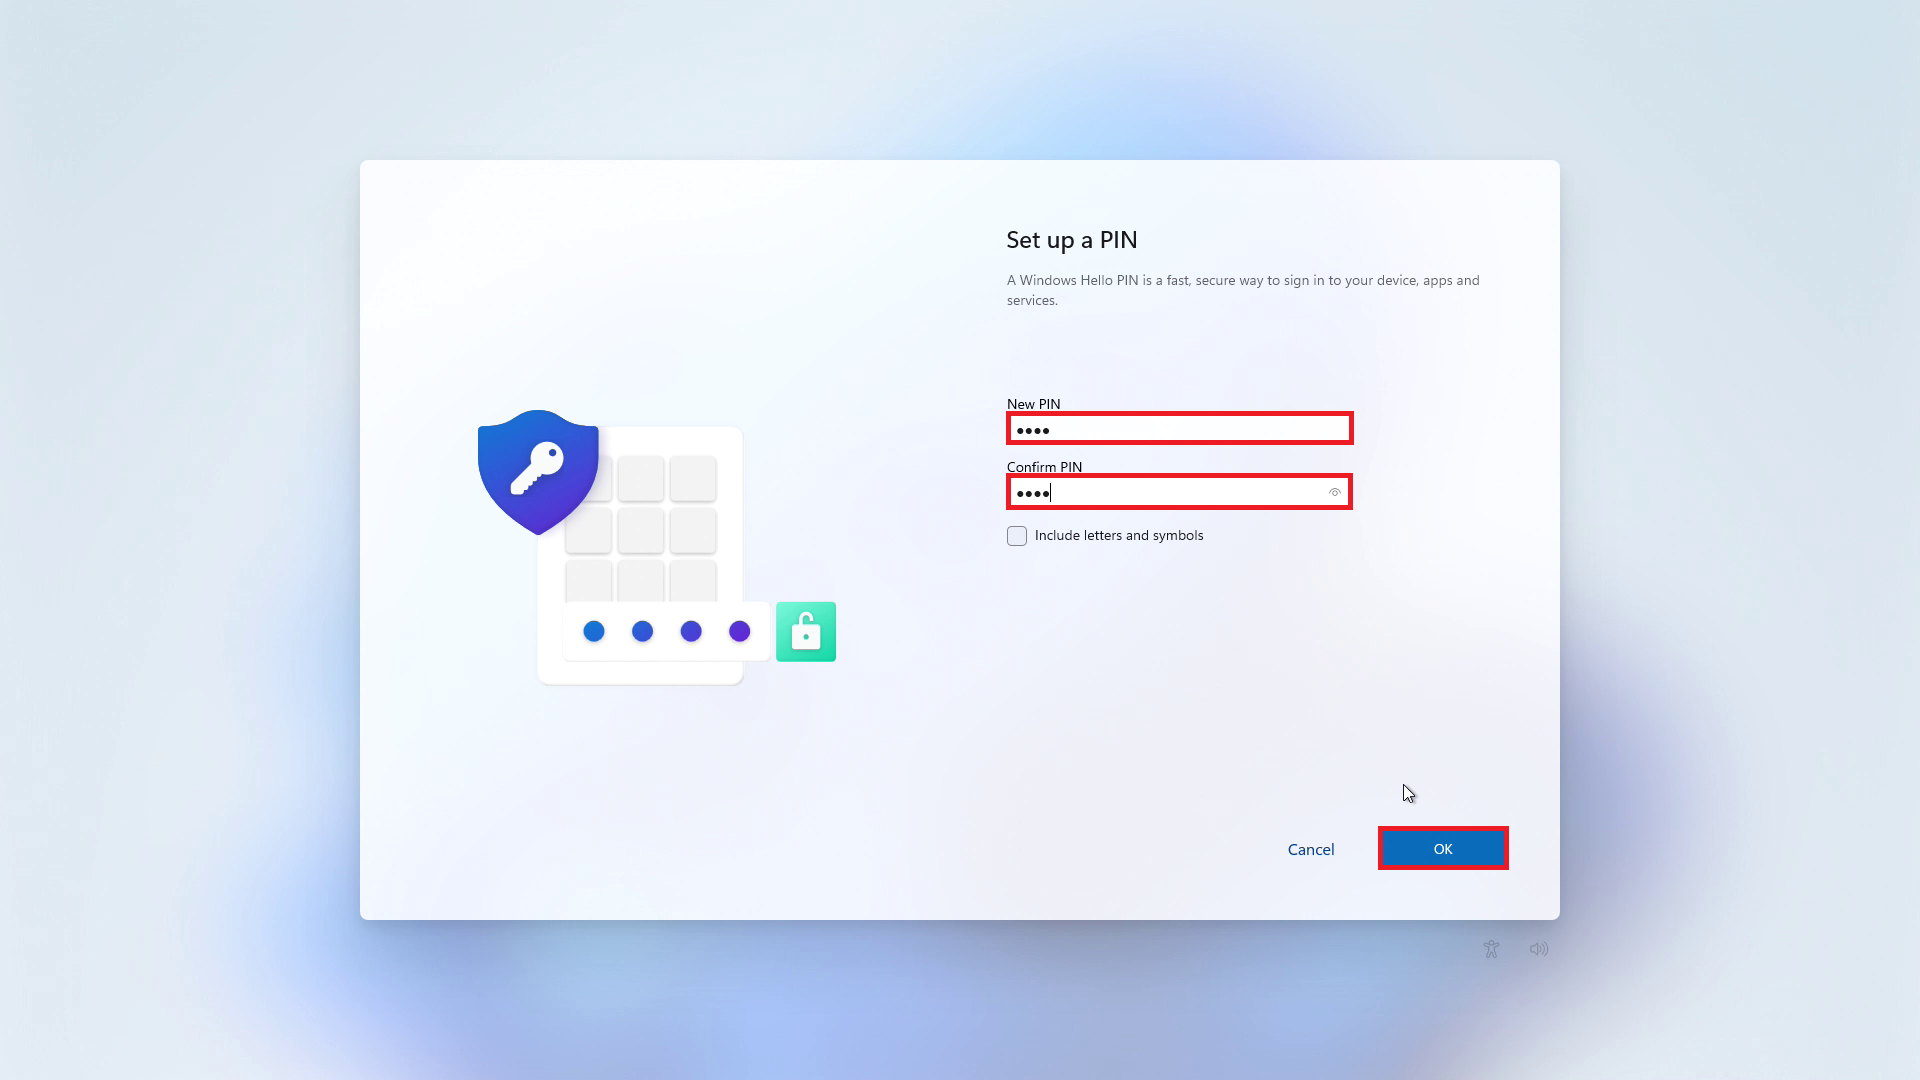 Set up a PIN
A Windows Hello PIN is a fast, secure way to sign in to your device, apps and
services.
New PIN
••••
Confirm PIN
••••
Include letters and symbols
Cancel
OK